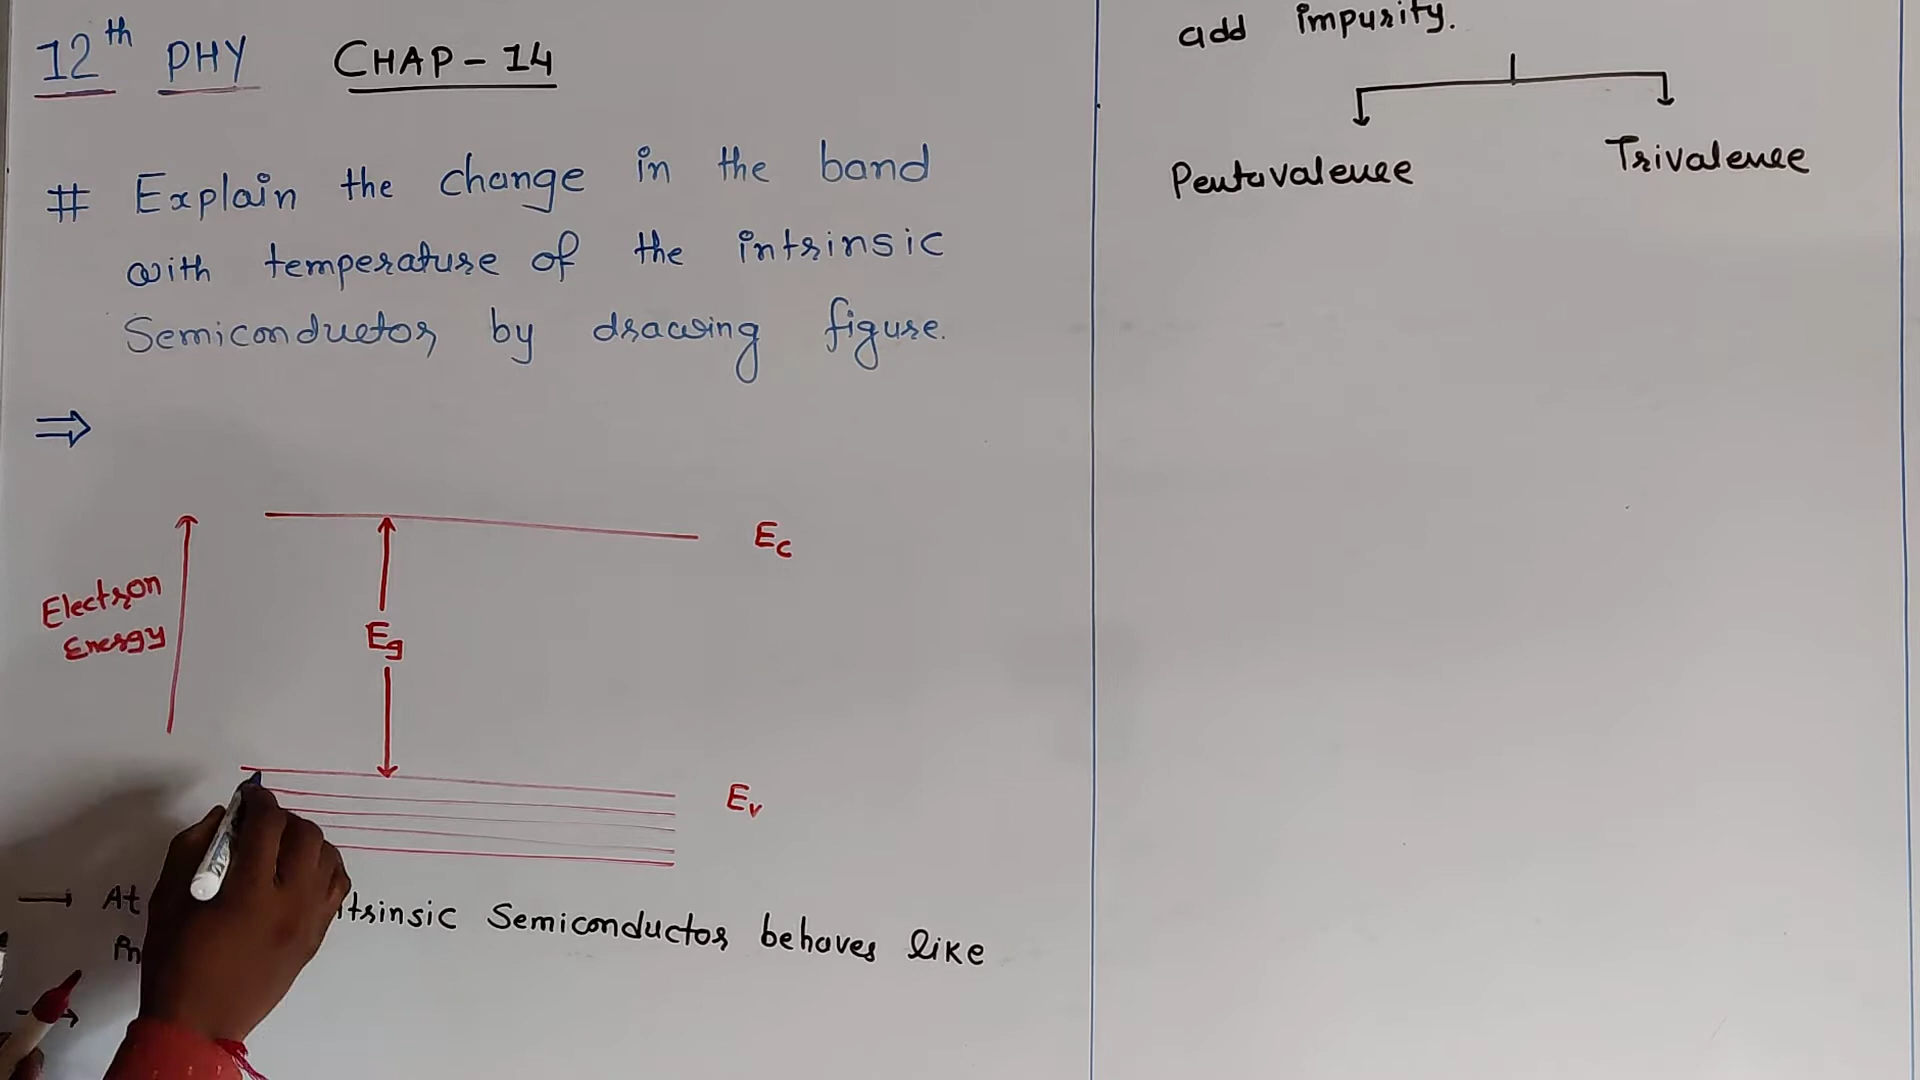 12th PHY CHAP-14
# Explain the change in the band
with temperature of the intrinsic
Semiconductor by drawing figure.
⇒
Ec
Electron
Energy
Eg
Ev
→ At
Semiconductor behaves like
add impurity.
Pentavalence Trivalence